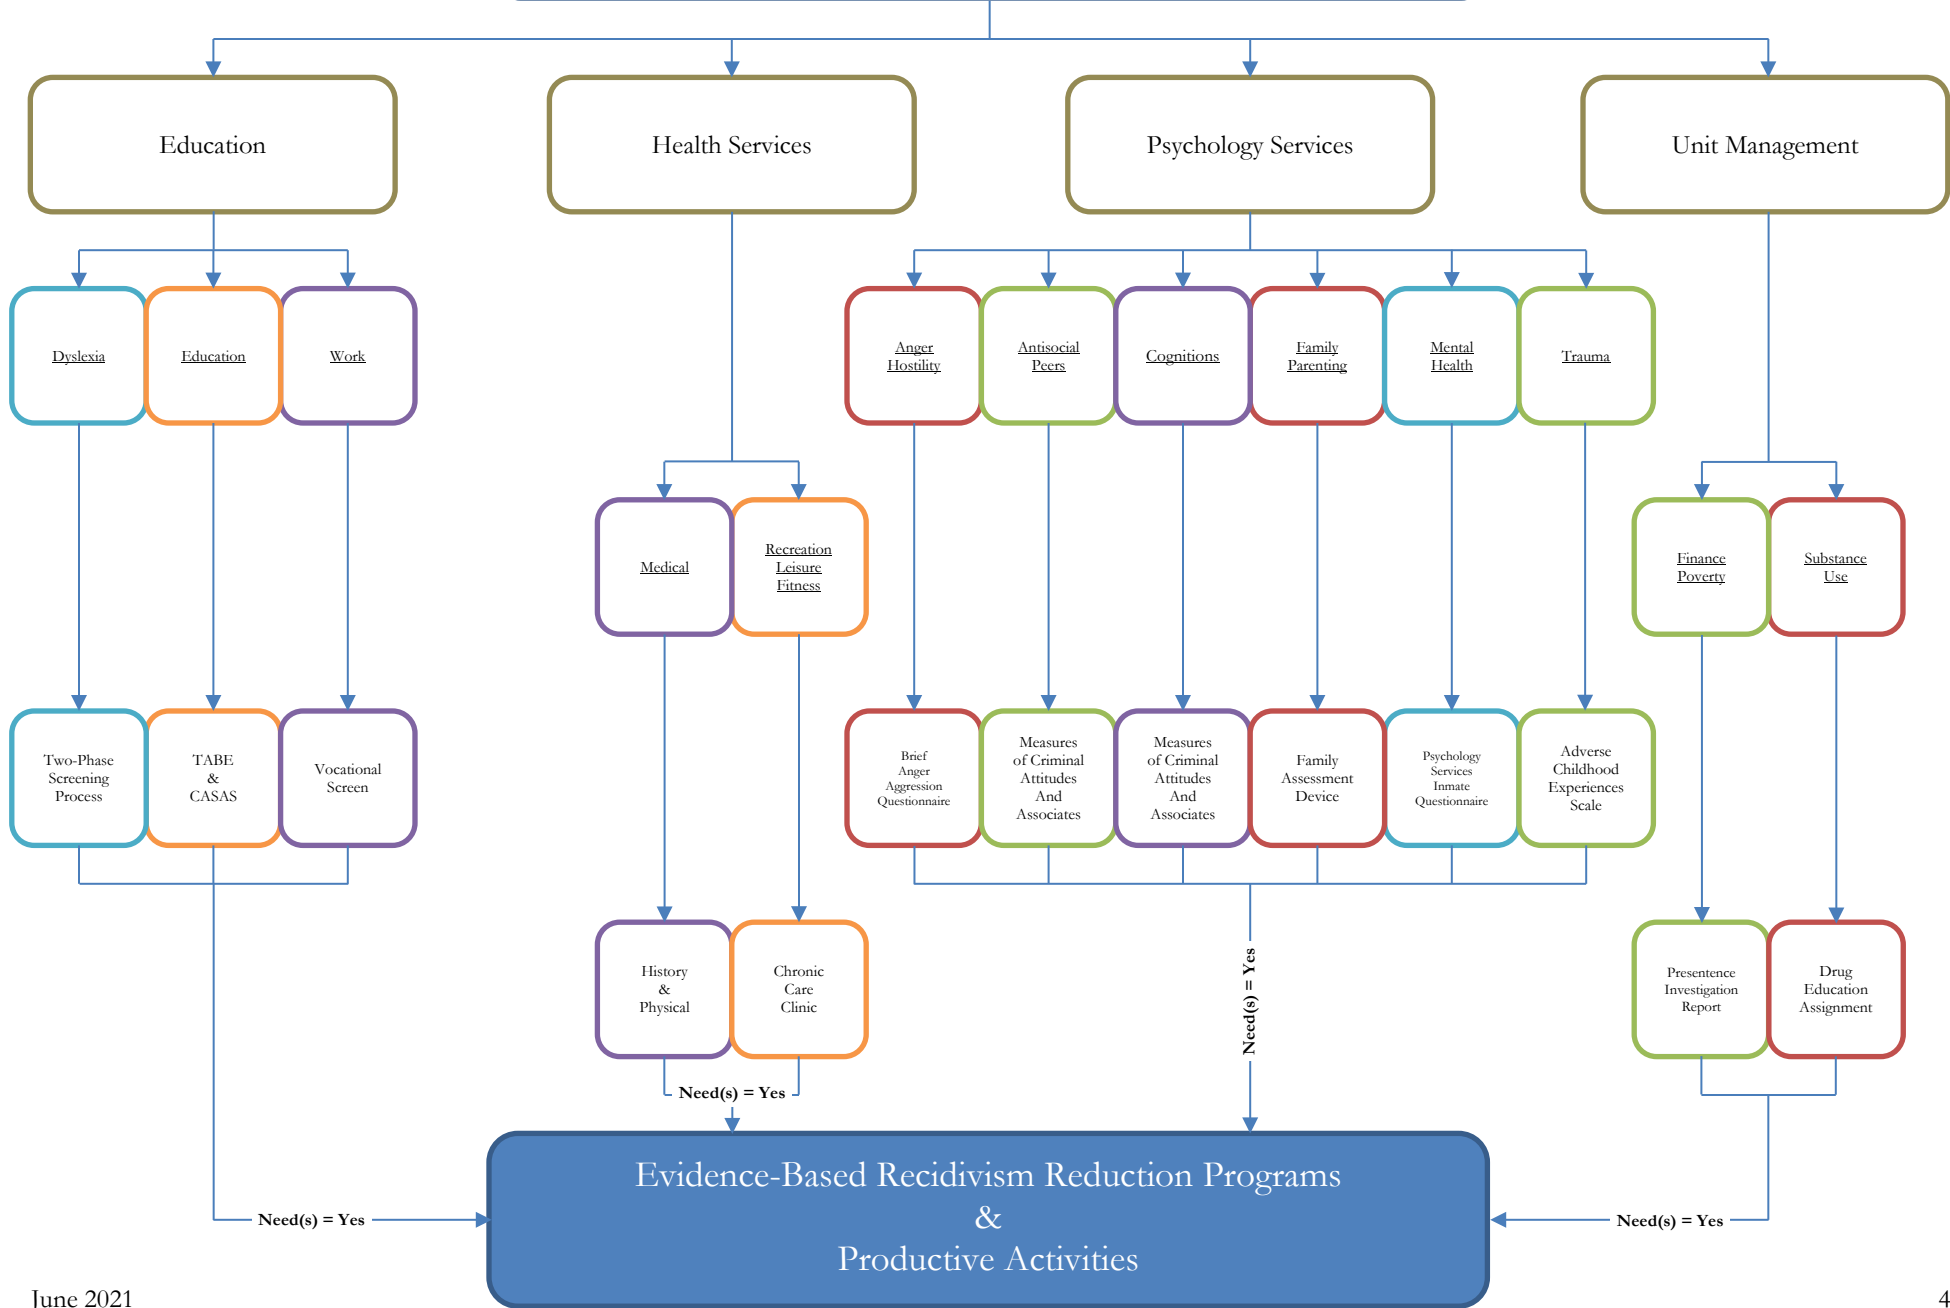 Education
Health Services
Psychology Services
Unit Management
Dyslexia
Education
Work
Anger
Hostility
Antisocial
Peers
Cognitions
Family
Parenting
Mental
Health
Trauma
Medical
Recreation
Leisure
Fitness
Finance
Poverty
Substance
Use
Two-Phase
Screening
Process
TABE
&
CASAS
Vocational
Screen
Brief
Anger
Aggression
Questionnaire
Measures
of Criminal
Attitudes
And
Associates
Measures
of Criminal
Attitudes
And
Associates
Family
Assessment
Device
Psychology
Services
Inmate
Questionnaire
Adverse
Childhood
Experiences
Scale
History
&
Physical
Chronic
Care
Clinic
Presentence
Investigation
Report
Drug
Education
Assignment
Need(s) = Yes
Need(s) = Yes
Need(s) = Yes
Need(s) = Yes
Evidence-Based Recidivism Reduction Programs
&
Productive Activities
June 2021
4